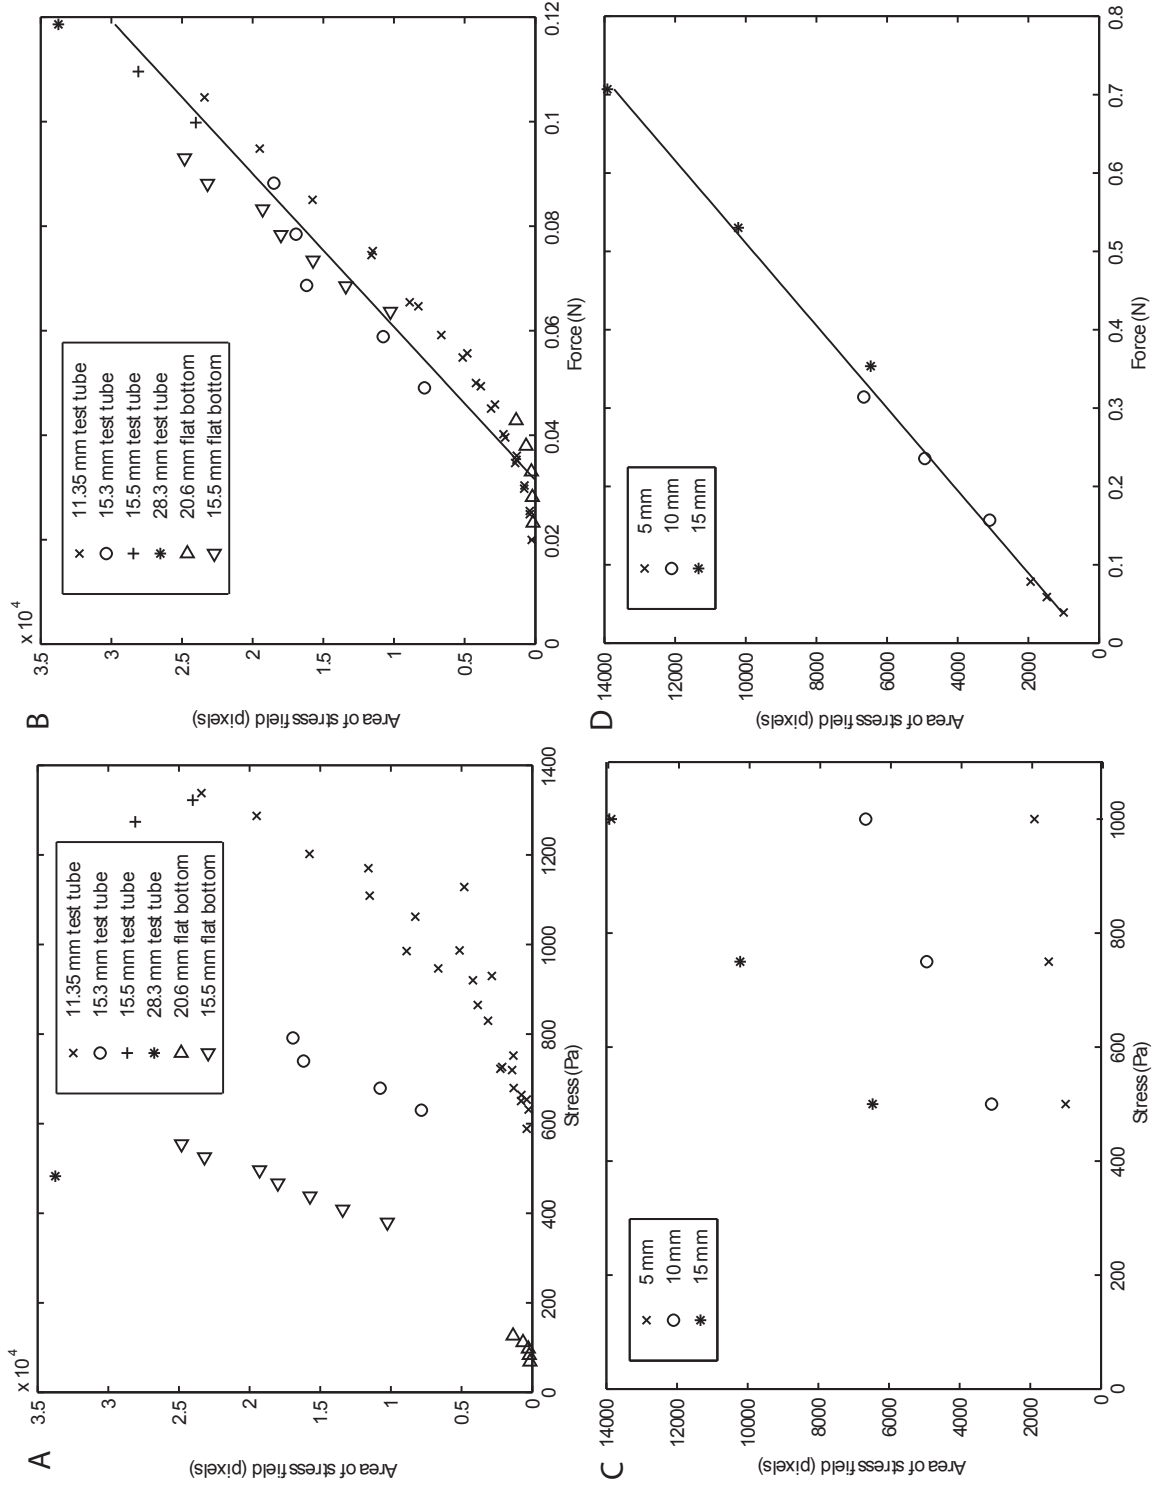 A
x 10 4
3.5
3
2.5
2
1.5
1
0.5
0
0
200
400
600
800
1000
1200
1400
Stress (Pa)
Area of stress field (pixels)
11.35 mm test tube
15.3 mm test tube
15.5 mm test tube
28.3 mm test tube
20.6 mm flat bottom
15.5 mm flat bottom
B
x 10 4
3.5
3
2.5
2
1.5
1
0.5
0
0
0.02
0.04
0.06
0.08
0.1
0.12
Force (N)
Area of stress field (pixels)
11.35 mm test tube
15.3 mm test tube
15.5 mm test tube
28.3 mm test tube
20.6 mm flat bottom
15.5 mm flat bottom
C
14000
12000
10000
8000
6000
4000
2000
0
0
200
400
600
800
1000
Stress (Pa)
Area of stress field (pixels)
5 mm
10 mm
15 mm
D
14000
12000
10000
8000
6000
4000
2000
0
0
0.1
0.2
0.3
0.4
0.5
0.6
0.7
0.8
Force (N)
Area of stress field (pixels)
5 mm
10 mm
15 mm